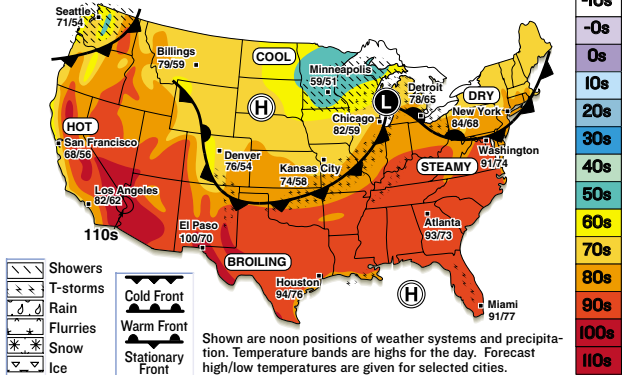 Seattle
71/54
Billings
79/59
COOL
Minneapolis
59/51
H
L
Detroit
78/65
DRY
New York
84/68
Chicago
82/59
HOT
San Francisco
68/56
Denver
76/54
Kansas City
74/58
STEAMY
Washington
91/74
Los Angeles
82/62
110s
El Paso
100/70
Atlanta
93/73
BROILING
Houston
94/76
H
Miami
91/77
Showers
T-storms
Rain
Flurries
Snow
Ice
Cold Front
Warm Front
Stationary
Front
Shown are noon positions of weather systems and precipita-
tion. Temperature bands are highs for the day. Forecast
high/low temperatures are given for selected cities.
-10s
-0s
0s
10s
20s
30s
40s
50s
60s
70s
80s
90s
100s
110s